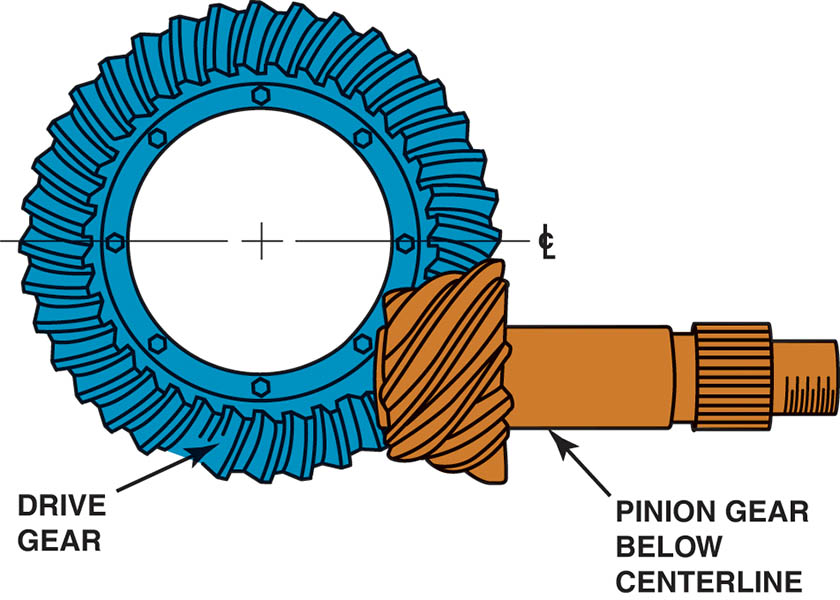 ℄
DRIVE
GEAR
PINION GEAR
BELOW
CENTERLINE